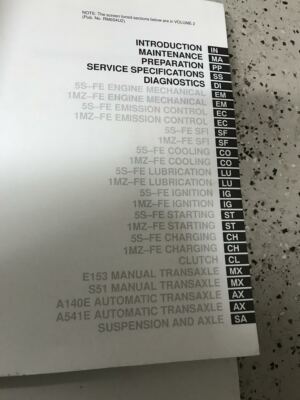 NOTE: The screen toned sections below are in VOLUME 2
(Pub. No. RM654U2)
INTRODUCTION IN
MAINTENANCE MA
PREPARATION PP
SERVICE SPECIFICATIONS SS
DIAGNOSTICS DI
5S–FE ENGINE MECHANICAL EM
1MZ–FE ENGINE MECHANICAL EM
5S–FE EMISSION CONTROL EC
1MZ–FE EMISSION CONTROL EC
5S–FE SFI SF
1MZ–FE SFI SF
5S–FE COOLING CO
1MZ–FE COOLING CO
5S–FE LUBRICATION LU
1MZ–FE LUBRICATION LU
5S–FE IGNITION IG
1MZ–FE IGNITION IG
5S–FE STARTING ST
1MZ–FE STARTING ST
5S–FE CHARGING CH
1MZ–FE CHARGING CH
CLUTCH CL
E153 MANUAL TRANSAXLE MX
S51 MANUAL TRANSAXLE MX
A140E AUTOMATIC TRANSAXLE AX
A541E AUTOMATIC TRANSAXLE AX
SUSPENSION AND AXLE SA